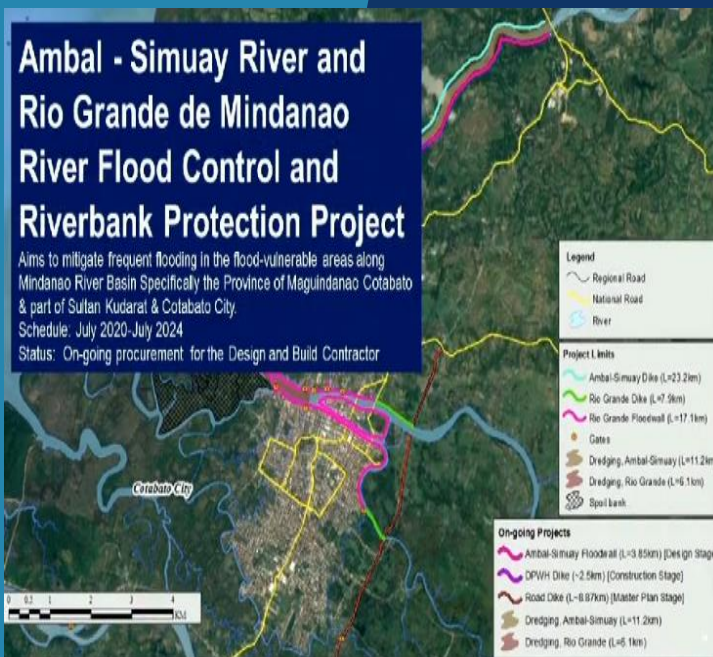 Ambal - Simuay River and
Rio Grande de Mindanao
River Flood Control and
Riverbank Protection Project
Aims to mitigate frequent flooding in the flood-vulnerable areas along
Mindanao River Basin Specifically the Province of Maguindanao Cotabato
& part of Sultan Kudarat & Cotabato City.
Schedule: July 2020-July 2024
Status: On-going procurement for the Design and Build Contractor
Legend
Regional Road
National Road
River
Project Limits
Ambal-Simuay Dike (L=23.2km)
Rio Grande Dike (L=7.9km)
Rio Grande Floodwall (L=17.1km)
Gates
Dredging, Ambal-Simuay (L=11.2km
Dredging, Rio Grande (L=6.1km)
Spoil bank
Cotabato City
On-going Projects
Ambal-Simuay Floodwall (L=3.85km) [Design Stage
DPWH Dike (~2.5km) [Construction Stage]
Road Dike (L~8.87km) [Master Plan Stage]
Dredging, Ambal-Simuay (L=11.2km
Dredging, Rio Grande (L=6.1km)
0 0.5 1 2 3 4
KM